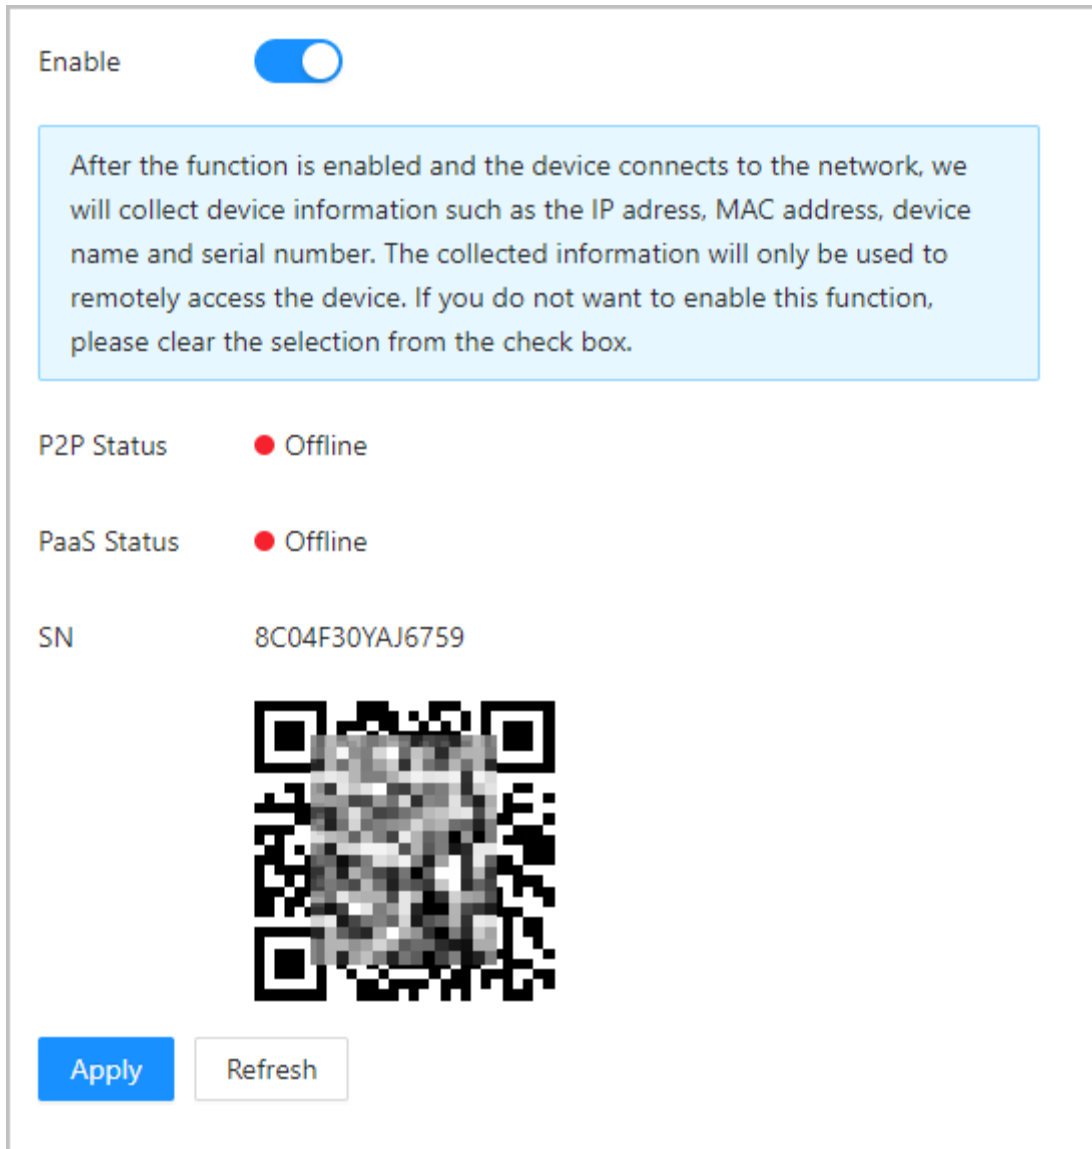 Enable
After the function is enabled and the device connects to the network, we
will collect device information such as the IP adress, MAC address, device
name and serial number. The collected information will only be used to
remotely access the device. If you do not want to enable this function,
please clear the selection from the check box.
P2P Status Offline
PaaS Status Offline
SN 8C04F30YAJ6759
Apply Refresh